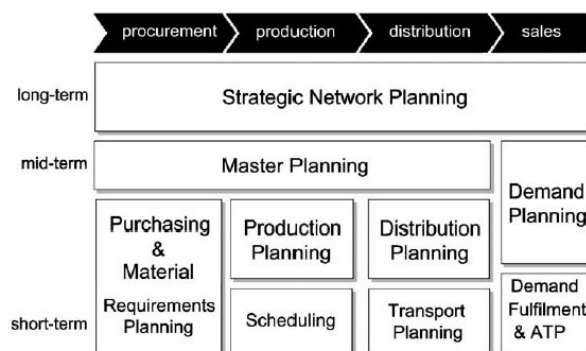 procurement production distribution sales
long-term
Strategic Network Planning
mid-term
Master Planning
Demand
Planning
Purchasing
&
Material
Requirements
Planning
Production
Planning
Distribution
Planning
short-term
Scheduling
Transport
Planning
Demand
Fulfilment
& ATP